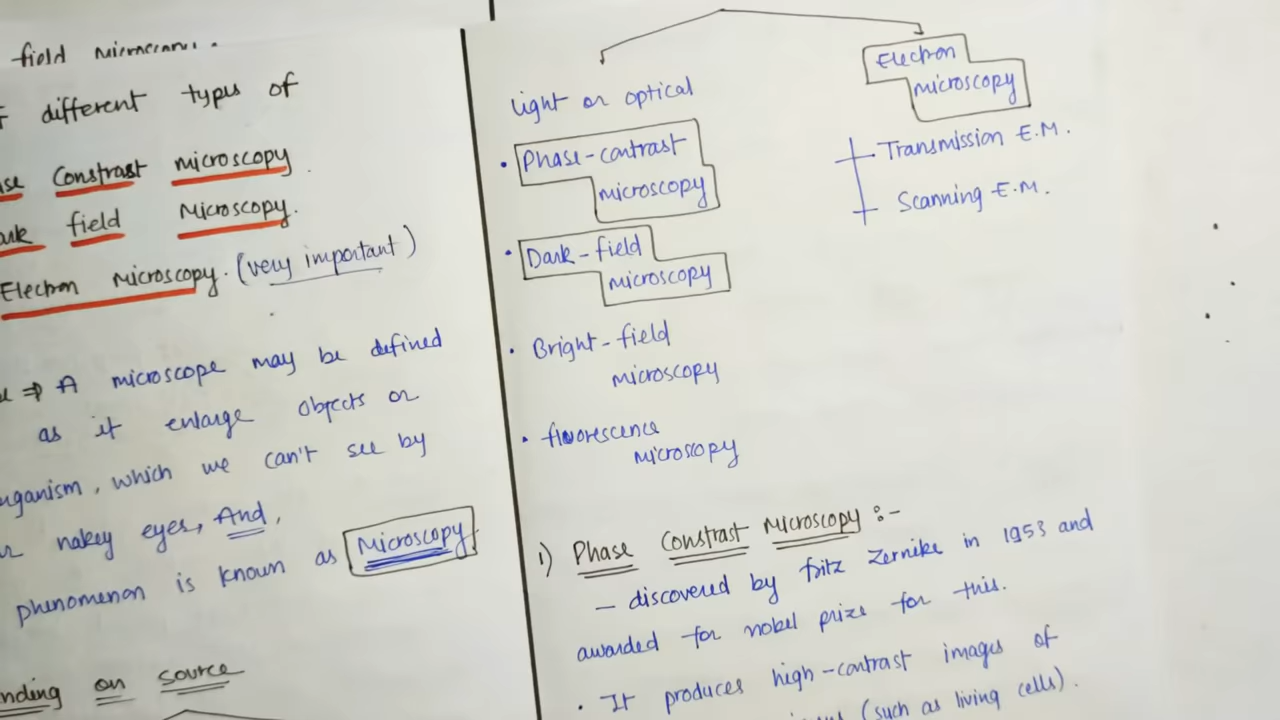 field
different types of
Constrast microscopy
field Microscopy.
Electron Microscopy. (very important)
⇒ A microscope may be defined
as it enlarge objects or
which we can't see by
nakey eyes, And,
phenomenon is known as Microscopy
on source
light or optical
• Phase-contrast
microscopy
• Dark-field
microscopy
• Bright-field
microscopy
• fluorescence
microscopy
Electron
microscopy
Transmission E.M.
Scanning E.M.
1) Phase Constrast Microscopy :-
— discovered by fritz Zernike in 1953 and
awarded for nobel prize for this.
• It produces high-contrast images of
(such as living cells).